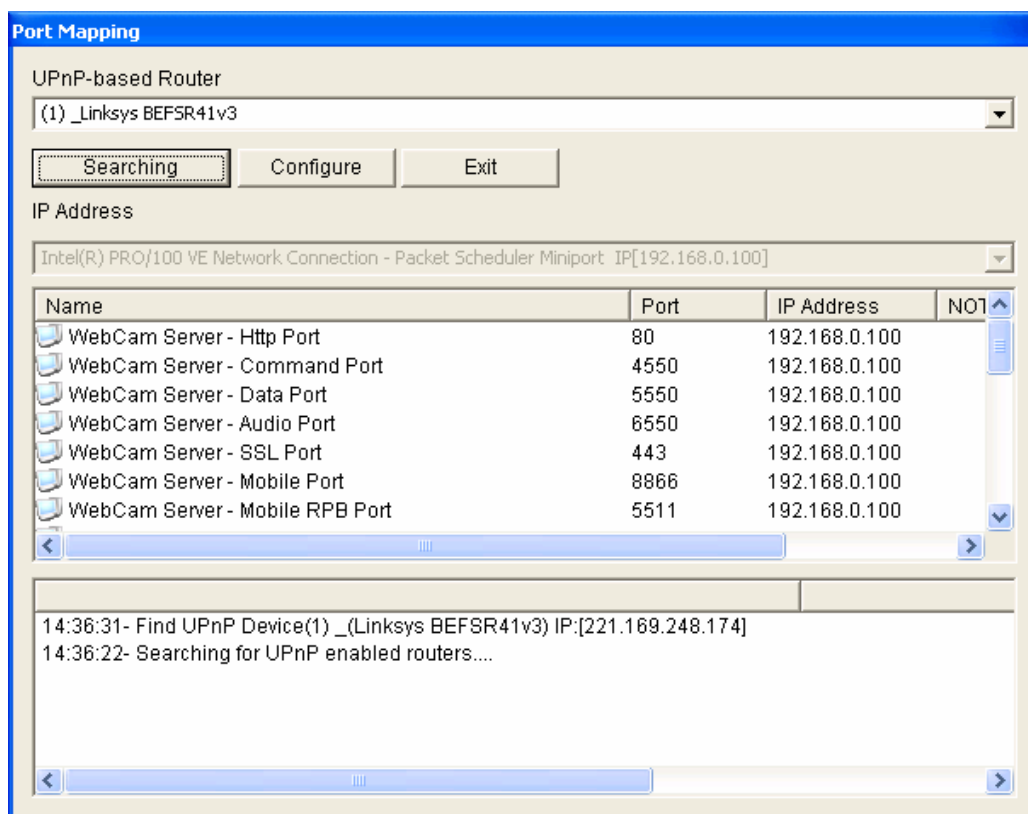 Port Mapping
UPnP-based Router
(1) _Linksys BEFSR41v3
Searching Configure Exit
IP Address
Intel(R) PRO/100 VE Network Connection - Packet Scheduler Miniport IP[192.168.0.100]
Name Port IP Address
WebCam Server - Http Port 80 192.168.0.100
WebCam Server - Command Port 4550 192.168.0.100
WebCam Server - Data Port 5550 192.168.0.100
WebCam Server - Audio Port 6550 192.168.0.100
WebCam Server - SSL Port 443 192.168.0.100
WebCam Server - Mobile Port 8866 192.168.0.100
WebCam Server - Mobile RPB Port 5511 192.168.0.100
14:36:31- Find UPnP Device(1) _(Linksys BEFSR41v3) IP:[221.169.248.174]
14:36:22- Searching for UPnP enabled routers....